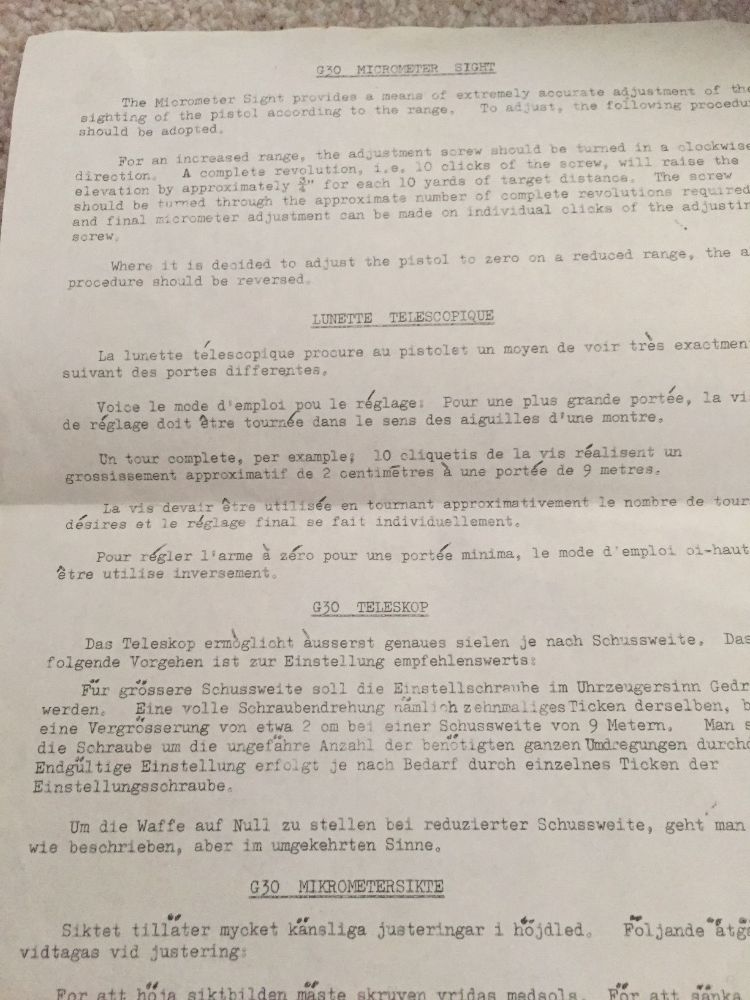 G30 MICROMETER SIGHT
The Micrometer Sight provides a means of extremely accurate adjustment of the
sighting of the pistol according to the range. To adjust, the following
should be adopted.
For an increased range, the adjustment screw should be turned in a clockwise
direction. A complete revolution, i.e. 10 clicks of the screw, will raise the
elevation by approximately ¾" for each 10 yards of target distance. The screw
should be turned through the approximate number of complete revolutions required
and final micrometer adjustment can be made on individual clicks of the
screw.
Where it is decided to adjust the pistol to zero on a reduced range, the
procedure should be reversed.
LUNETTE TELESCOPIQUE
La lunette télescopique procure au pistolet un moyen de voir très
suivant des portes differentes.
Voice le mode d'emploi pou le réglage: Pour une plus grande portée, la
de réglage doit être tournée dans le sens des aiguilles d'une montre.
Un tour complete, per example; 10 cliquetis de la vis réalisent un
grossissement approximatif de 2 centimètres à une portée de 9 metres.
La vis devair être utilisée en tournant approximativement le nombre de
désires et le réglage final se fait individuellement.
Pour régler l'arme à zéro pour une portée minima, le mode d'emploi oi-haut
être utilise inversement.
G30 TELESKOP
Das Teleskop ermòglicht àusserst genaues sielen je nach Schussweite. Das
folgende Vorgehen ist zur Einstellung empfehlenswerts:
Für grössere Schussweite soll die Einstellschraube im Uhrzeugersinn
werden. Eine volle Schraubendrehung nämlich zehnmaliges Ticken derselben,
eine Vergrösserung von etwa 2 om bei einer Schussweite von 9 Metern. Man
die Schraube um die ungefähre Anzahl der benötigten ganzen Umdregungen
Endgültige Einstellung erfolgt je nach Bedarf durch einzelnes Ticken der
Einstellungsschraube.
Um die Waffe auf Null zu stellen bei reduzierter Schussweite, geht man
wie beschrieben, aber im umgekehrten Sinne.
G30 MIKROMETERSIKTE
Siktet tillåter mycket känsliga justeringar i höjdled. Följande
vidtagas vid justering:
För att höja siktbilden måste skruven vridas medsols. För att sänka